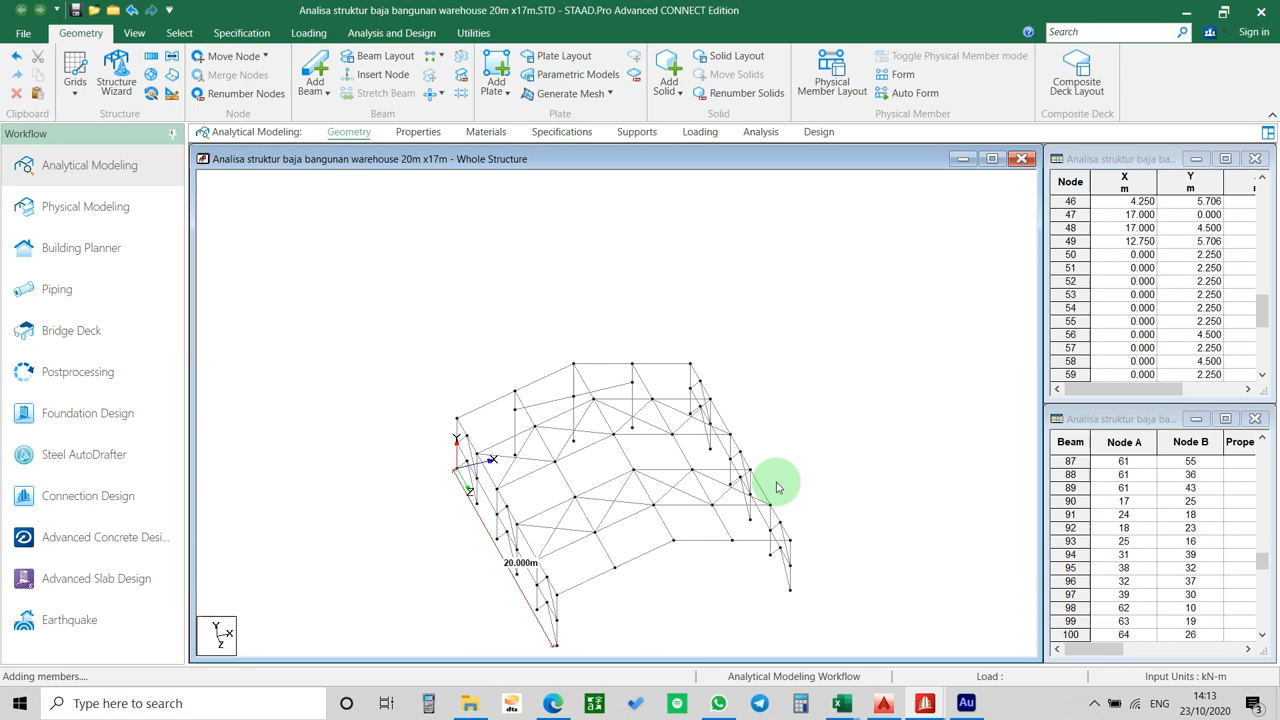 Analisa struktur baja bangunan warehouse 20m x17m.STD - STAAD.Pro Advanced CONNECT Edition
File Geometry View Select Specification Loading Analysis and Design Utilities Search Sign in
Move Node Beam Layout Plate Layout Solid Layout Toggle Physical Member mode
Merge Nodes Insert Node Parametric Models Move Solids Form
Renumber Nodes Stretch Beam Generate Mesh Renumber Solids Auto Form
Grids Structure Wizard Add Beam Add Plate Add Solid Physical Member Layout Composite Deck Layout
Clipboard Structure Node Beam Plate Solid Physical Member Composite Deck
Workflow
Analytical Modeling: Geometry Properties Materials Specifications Supports Loading Analysis Design
Analytical Modeling
Physical Modeling
Building Planner
Piping
Bridge Deck
Postprocessing
Foundation Design
Steel AutoDrafter
Connection Design
Advanced Concrete Desi...
Advanced Slab Design
Earthquake
Analisa struktur baja bangunan warehouse 20m x17m - Whole Structure
Y
X
Z
20.000m
Y
X
Z
Analisa struktur baja ba...
Node X m Y m
46 4.250 5.706
47 17.000 0.000
48 17.000 4.500
49 12.750 5.706
50 0.000 2.250
51 0.000 2.250
52 0.000 2.250
53 0.000 2.250
54 0.000 2.250
55 0.000 2.250
56 0.000 4.500
57 0.000 2.250
58 0.000 4.500
59 0.000 2.250
Analisa struktur baja ba...
Beam Node A Node B Prope
87 61 55
88 61 36
89 61 43
90 17 25
91 24 18
92 18 23
93 25 16
94 31 39
95 38 32
96 32 37
97 39 30
98 62 10
99 63 19
100 64 26
Adding members.... Analytical Modeling Workflow Load : Input Units : kN-m
Type here to search
dts
Au
14:13
23/10/2020
3